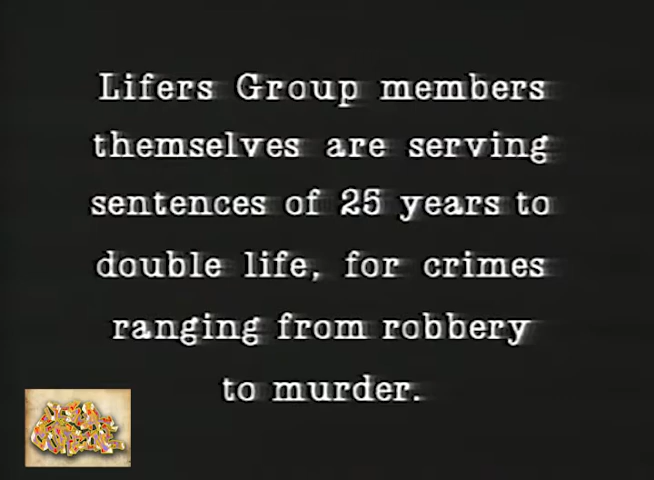 Lifers Group members
themselves are serving
sentences of 25 years to
double life, for crimes
ranging from robbery
to murder.